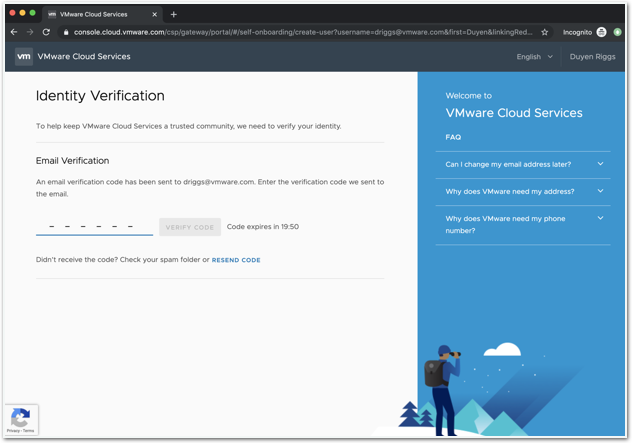 vm VMware Cloud Services
console.cloud.vmware.com/csp/gateway/portal/#/self-onboarding/create-user?username=driggs@vmware.com&first=Duyen&linkingRed...
Incognito
vm VMware Cloud Services
English
Duyen Riggs
Identity Verification
To help keep VMware Cloud Services a trusted community, we need to verify your identity.
Email Verification
An email verification code has been sent to driggs@vmware.com. Enter the verification code we sent to
the email.
– – – – – –
VERIFY CODE
Code expires in 19:50
Didn't receive the code? Check your spam folder or RESEND CODE
Welcome to
VMware Cloud Services
FAQ
Can I change my email address later?
Why does VMware need my address?
Why does VMware need my phone
number?
Privacy - Terms